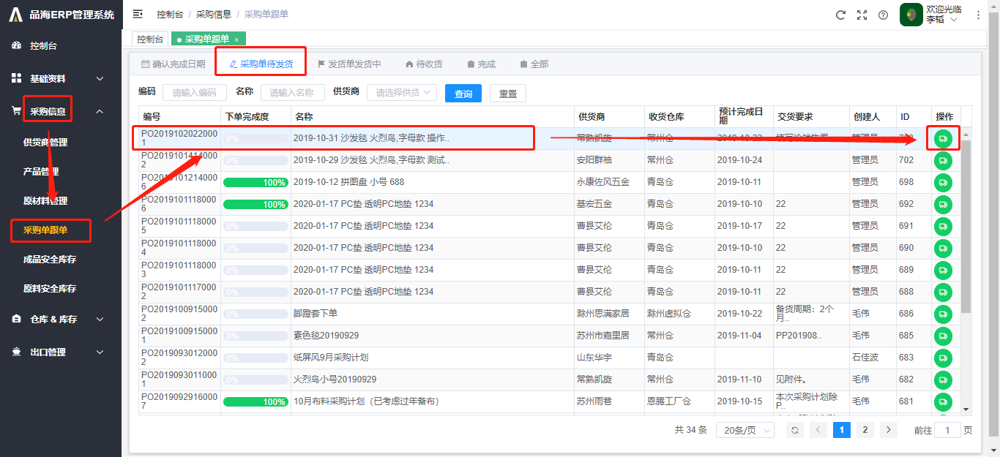 品海ERP管理系统
控制台
基础资料
采购信息
供货商管理
产品管理
原材料管理
采购单跟单
成品安全库存
原料安全库存
仓库 & 库存
出口管理
控制台 / 采购信息 / 采购单跟单
欢迎光临
李韬
控制台
采购单跟单 ×
确认完成日期 采购单待发货 发货单发货中 待收货 完成 全部
编码 请输入编码 名称 请输入名称 供货商 请选择供货 查询 重置
编号 下单完成度 名称 供货商 收货仓库 预计完成日期 交货要求 创建人 ID 操作
PO20191020220001 0% 2019-10-31 沙发毯 火烈鸟,字母款 操作.. 常熟凯旋 常州仓 2019-10-22 管理员
PO20191014140002 0% 2019-10-29 沙发毯 火烈鸟,字母款 测试.. 安阳群袖 常州仓 2019-10-24 管理员 702
PO20191012140006 100% 2019-10-12 拼图盘 小号 688 永康佐风五金 青岛仓 2019-10-11 管理员 698
PO20191011180006 100% 2020-01-17 PC垫 透明PC地垫 1234 基宏五金 青岛仓 2019-10-10 22 管理员 692
PO20191011180005 0% 2020-01-17 PC垫 透明PC地垫 1234 曹县艾伦 青岛仓 2019-10-17 22 管理员 691
PO20191011180004 0% 2020-01-17 PC垫 透明PC地垫 1234 曹县艾伦 青岛仓 2019-10-10 22 管理员 690
PO20191011180003 0% 2020-01-17 PC垫 透明PC地垫 1234 曹县艾伦 青岛仓 2019-10-11 22 管理员 689
PO20191011170002 0% 2020-01-17 PC垫 透明PC地垫 1234 曹县艾伦 青岛仓 2019-10-11 22 管理员 688
PO20191009150002 0% 脚蹬套下单 滁州思满家居 滁州虚拟仓 2019-10-22 备货周期：2个月.. 毛伟 686
PO20191009150001 0% 素色毯20190929 苏州市嘉里居 常州仓 2019-11-04 PP201908.. 毛伟 685
PO20190930120002 0% 纸屏风9月采购计划 山东华宇 青岛仓 石佳波 683
PO20190930110001 0% 火烈鸟小号20190929 常熟凯旋 常州仓 2019-11-10 见附件。 毛伟 682
PO20190929160007 100% 10月布料采购计划（已考虑过年备布） 苏州雨巷 恩腾工厂仓 2019-10-15 本次采购计划除P.. 毛伟 681
共 34 条 20条/页 1 2 前往 1 页